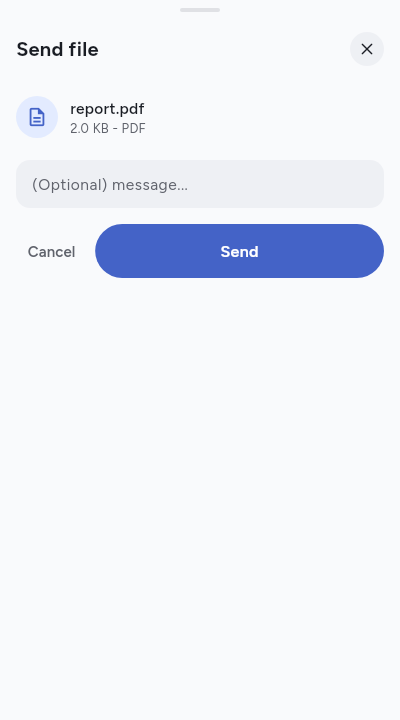 Send file
report.pdf
2.0 KB - PDF
(Optional) message...
Cancel
Send